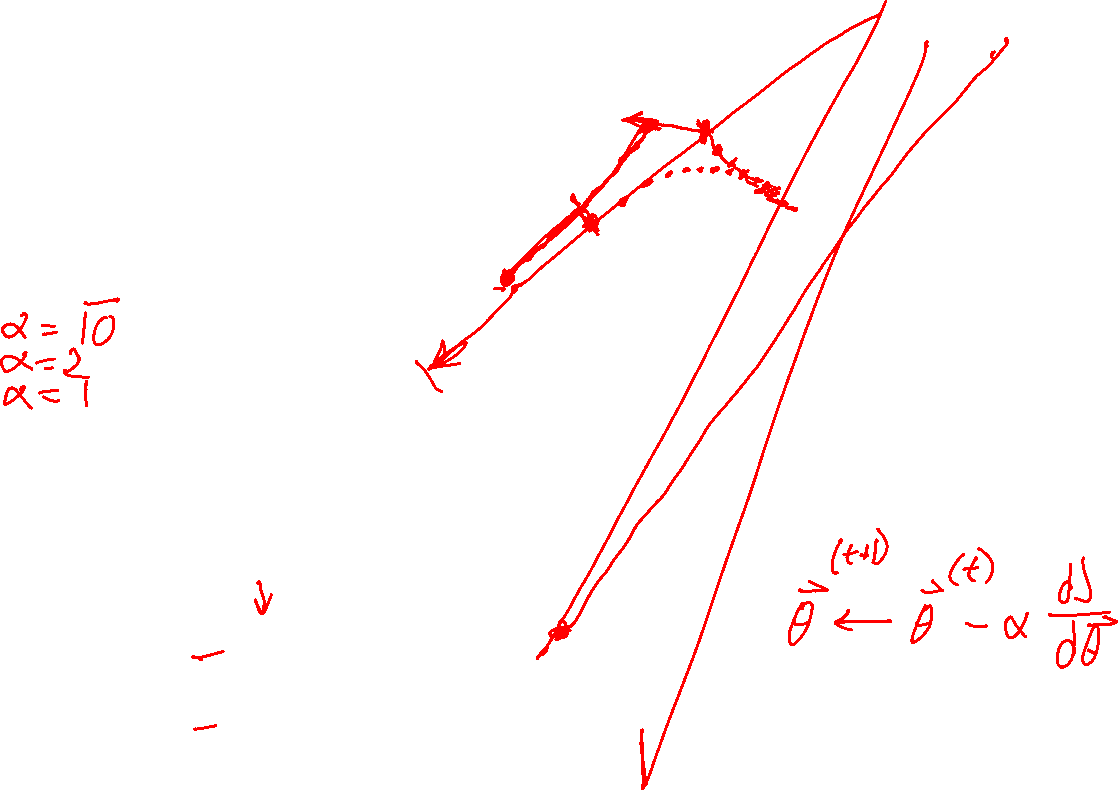 α = 10
α = 2
α = 1
θ⃗^(t+1) ← θ⃗^(t) − α dJ/dθ⃗